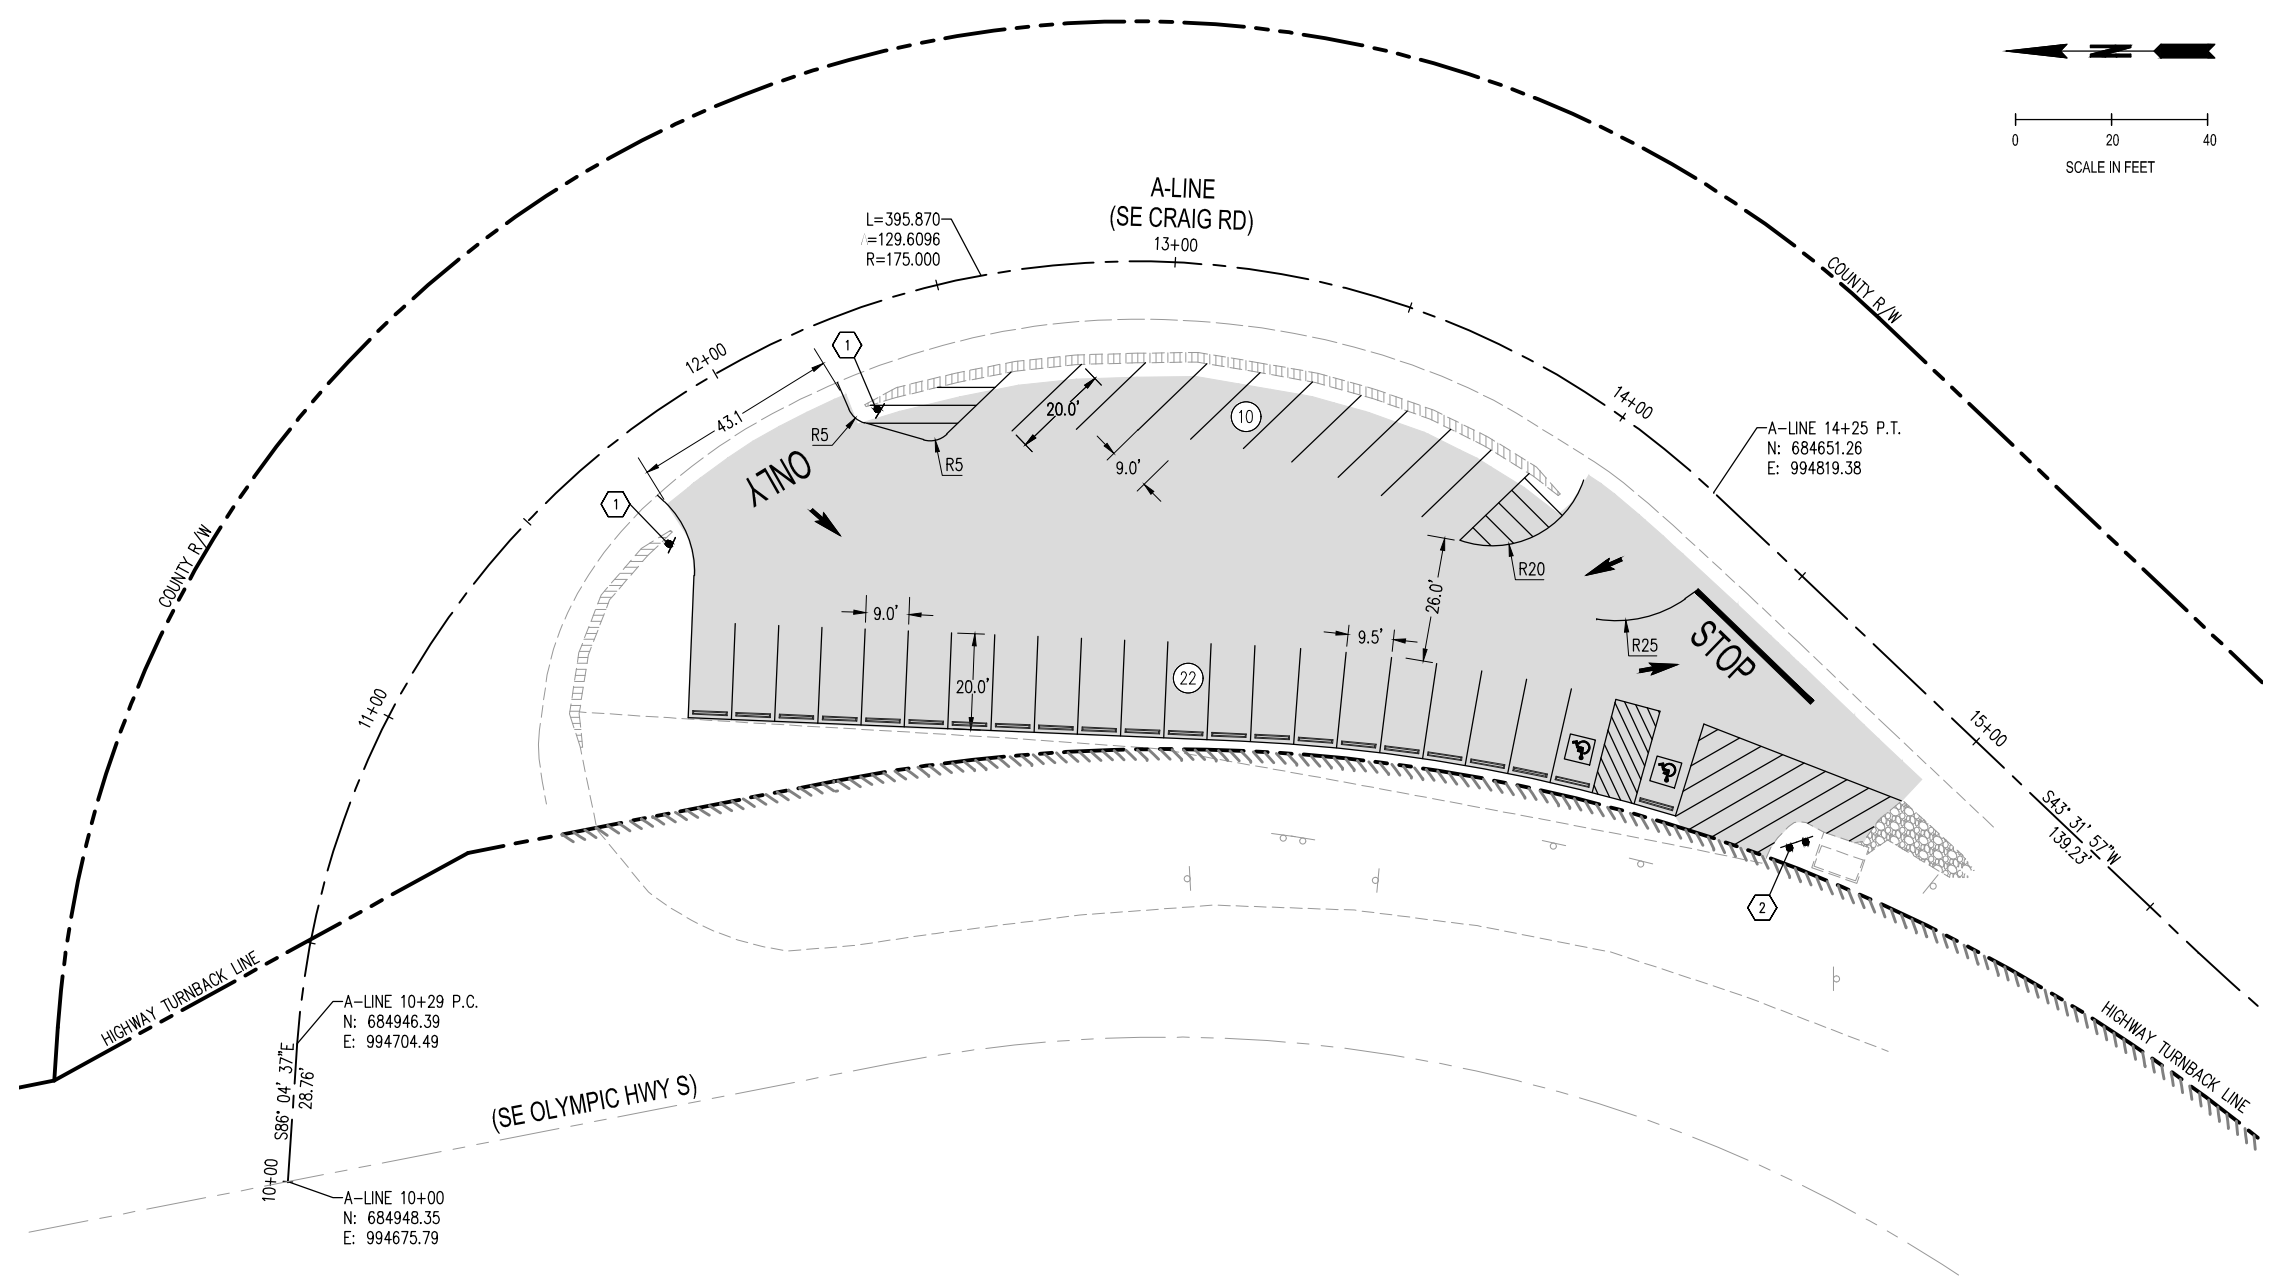 N
0 20 40
SCALE IN FEET
A-LINE
(SE CRAIG RD)
13+00
L=395.870
Δ=129.6096
R=175.000
COUNTY R/W
12+00
1
43.1
R5
R5
ONLY
20.0'
10
9.0'
14+00
A-LINE 14+25 P.T.
N: 684651.26
E: 994819.38
1
COUNTY R/W
R20
26.0'
9.0'
9.5'
R25
STOP
20.0'
22
11+00
15+00
S43° 31' 57"W
139.23'
2
HIGHWAY TURNBACK LINE
A-LINE 10+29 P.C.
N: 684946.39
E: 994704.49
HIGHWAY TURNBACK LINE
S86° 04' 37"E
28.76'
(SE OLYMPIC HWY S)
10+00
A-LINE 10+00
N: 684948.35
E: 994675.79